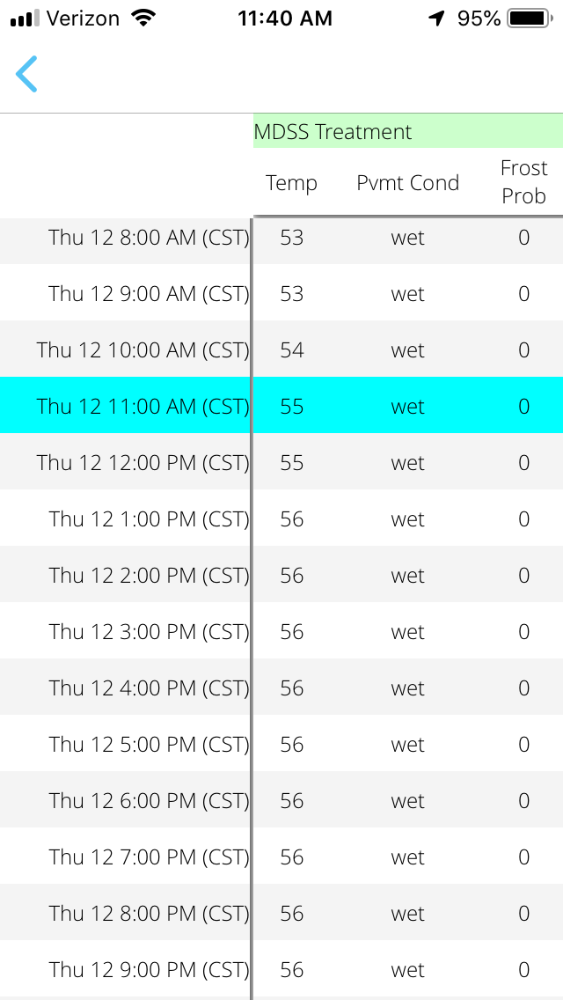 Verizon 11:40 AM 95%
MDSS Treatment
Temp Pvmt Cond Frost Prob
Thu 12 8:00 AM (CST) 53 wet 0
Thu 12 9:00 AM (CST) 53 wet 0
Thu 12 10:00 AM (CST) 54 wet 0
Thu 12 11:00 AM (CST) 55 wet 0
Thu 12 12:00 PM (CST) 55 wet 0
Thu 12 1:00 PM (CST) 56 wet 0
Thu 12 2:00 PM (CST) 56 wet 0
Thu 12 3:00 PM (CST) 56 wet 0
Thu 12 4:00 PM (CST) 56 wet 0
Thu 12 5:00 PM (CST) 56 wet 0
Thu 12 6:00 PM (CST) 56 wet 0
Thu 12 7:00 PM (CST) 56 wet 0
Thu 12 8:00 PM (CST) 56 wet 0
Thu 12 9:00 PM (CST) 56 wet 0